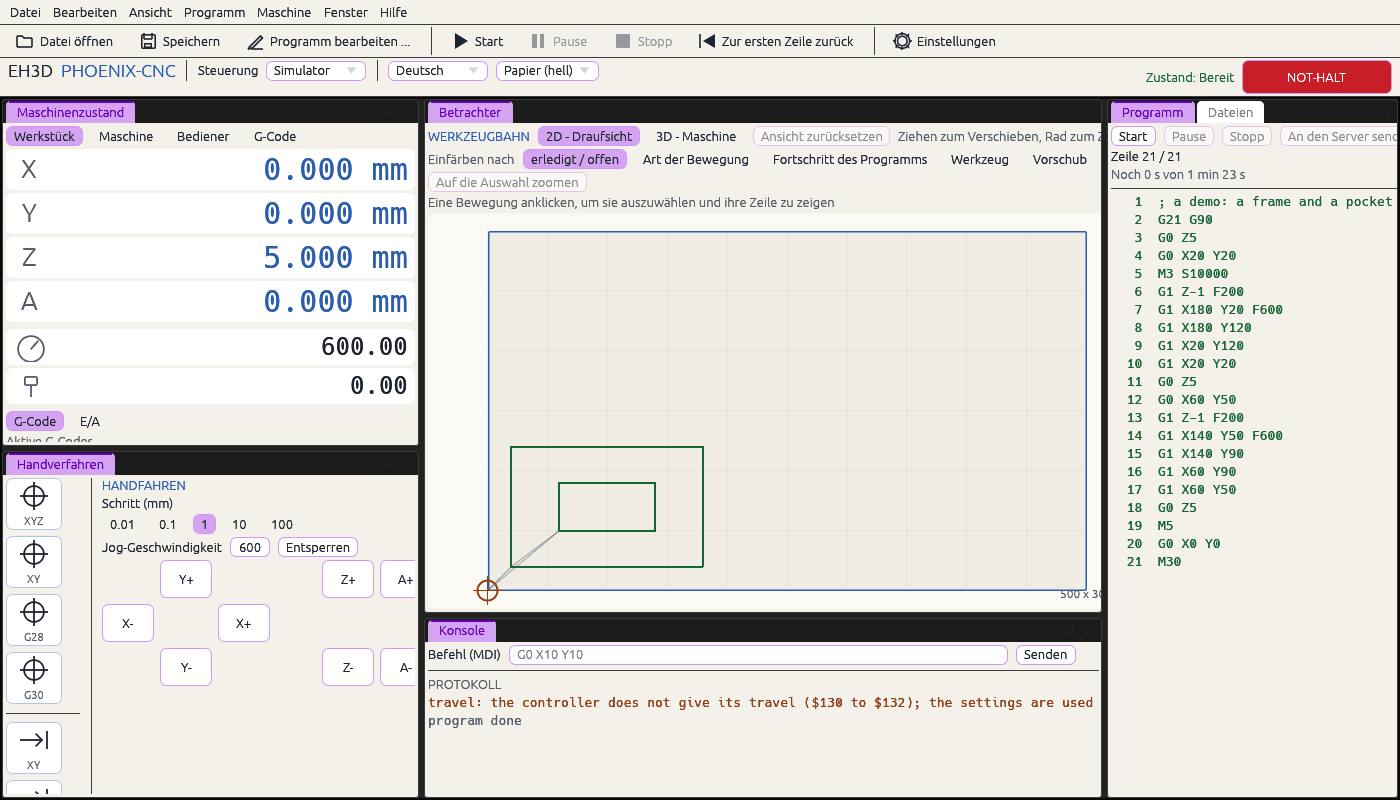 Datei Bearbeiten Ansicht Programm Maschine Fenster Hilfe
Datei öffnen Speichern Programm bearbeiten ... Start Pause Stopp Zur ersten Zeile zurück Einstellungen
EH3D PHOENIX-CNC Steuerung Simulator Deutsch Papier (hell) Zustand: Bereit NOT-HALT
Maschinenzustand
Werkstück Maschine Bediener G-Code
X 0.000 mm
Y 0.000 mm
Z 5.000 mm
A 0.000 mm
600.00
0.00
G-Code E/A
Aktive G-Codes
Handverfahren
XYZ
XY
G28
G30
XY
HANDFAHREN
Schritt (mm)
0.01 0.1 1 10 100
Jog-Geschwindigkeit 600 Entsperren
Y+ Z+ A+
X- X+
Y- Z- A-
Betrachter
WERKZEUGBAHN 2D - Draufsicht 3D - Maschine Ansicht zurücksetzen Ziehen zum Verschieben, Rad zum
Einfärben nach erledigt / offen Art der Bewegung Fortschritt des Programms Werkzeug Vorschub
Auf die Auswahl zoomen
Eine Bewegung anklicken, um sie auszuwählen und ihre Zeile zu zeigen
500 x 30
Konsole
Befehl (MDI) G0 X10 Y10 Senden
PROTOKOLL
travel: the controller does not give its travel ($130 to $132); the settings are used
program done
Programm Dateien
Start Pause Stopp An den Server send
Zeile 21 / 21
Noch 0 s von 1 min 23 s
1 ; a demo: a frame and a pocket
2 G21 G90
3 G0 Z5
4 G0 X20 Y20
5 M3 S10000
6 G1 Z-1 F200
7 G1 X180 Y20 F600
8 G1 X180 Y120
9 G1 X20 Y120
10 G1 X20 Y20
11 G0 Z5
12 G0 X60 Y50
13 G1 Z-1 F200
14 G1 X140 Y50 F600
15 G1 X140 Y90
16 G1 X60 Y90
17 G1 X60 Y50
18 G0 Z5
19 M5
20 G0 X0 Y0
21 M30